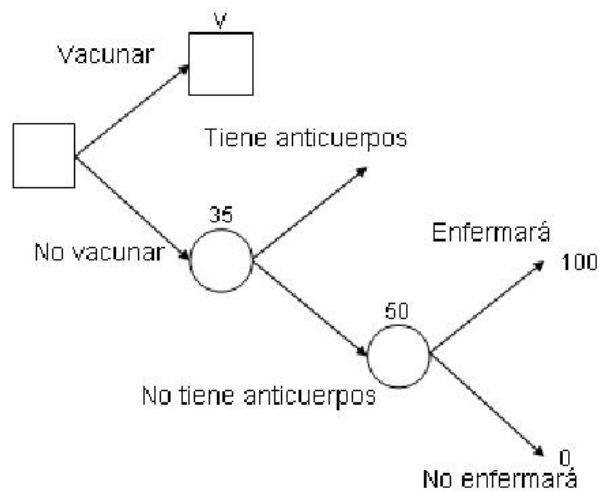 V
Vacunar
Tiene anticuerpos
35
No vacunar
Enfermará
100
50
No tiene anticuerpos
0
No enfermará